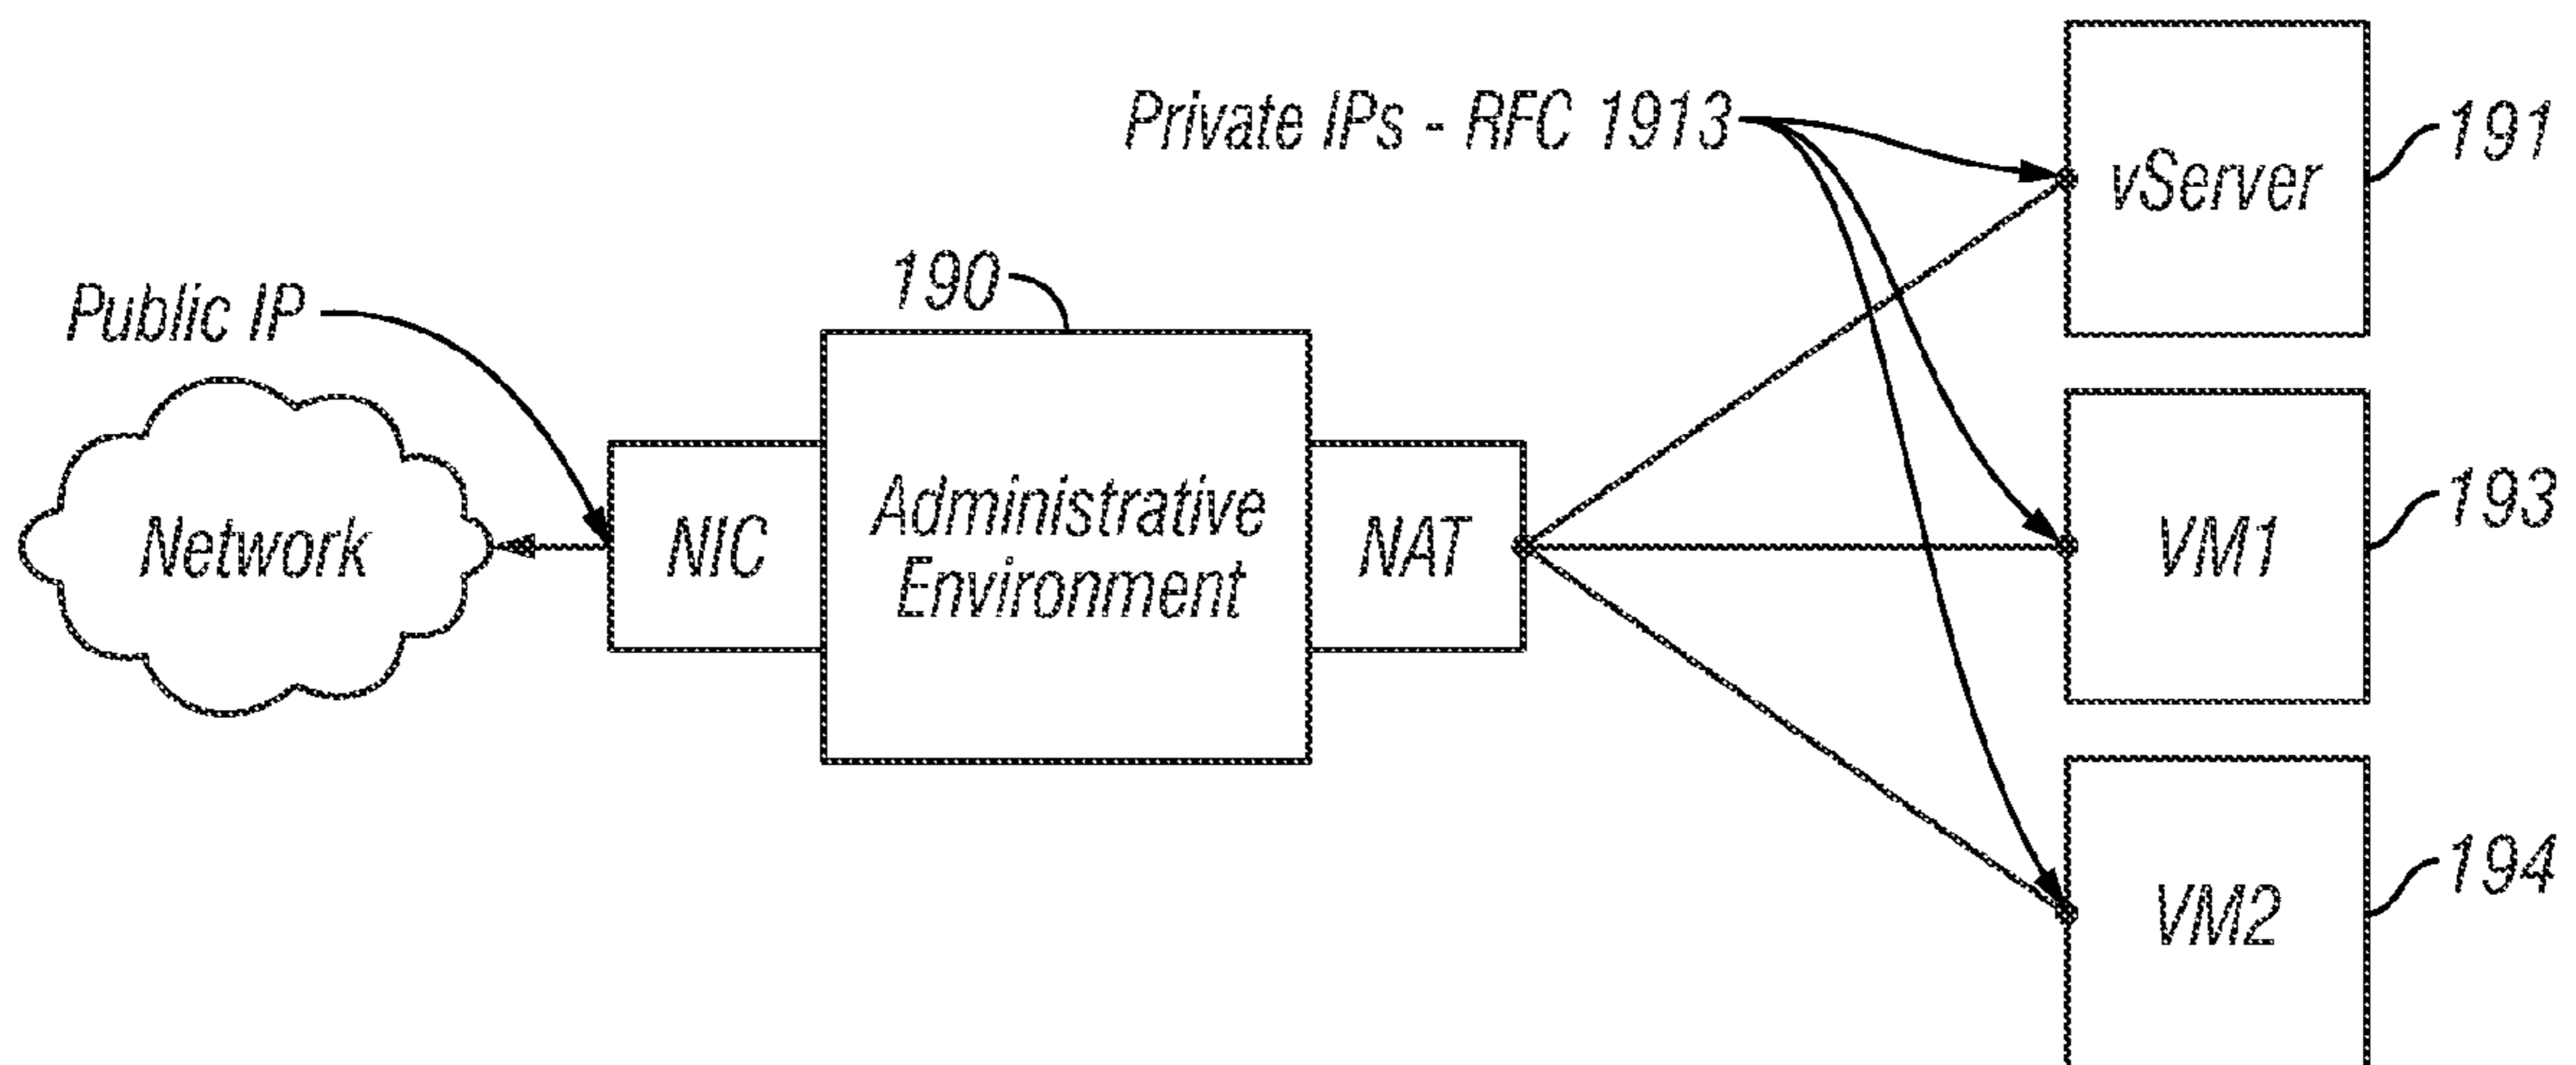 Private IPs - RFC 1913
191
vServer
190
Public IP
193
Administrative
Environment
Network
NIC
NAT
VM1
194
VM2